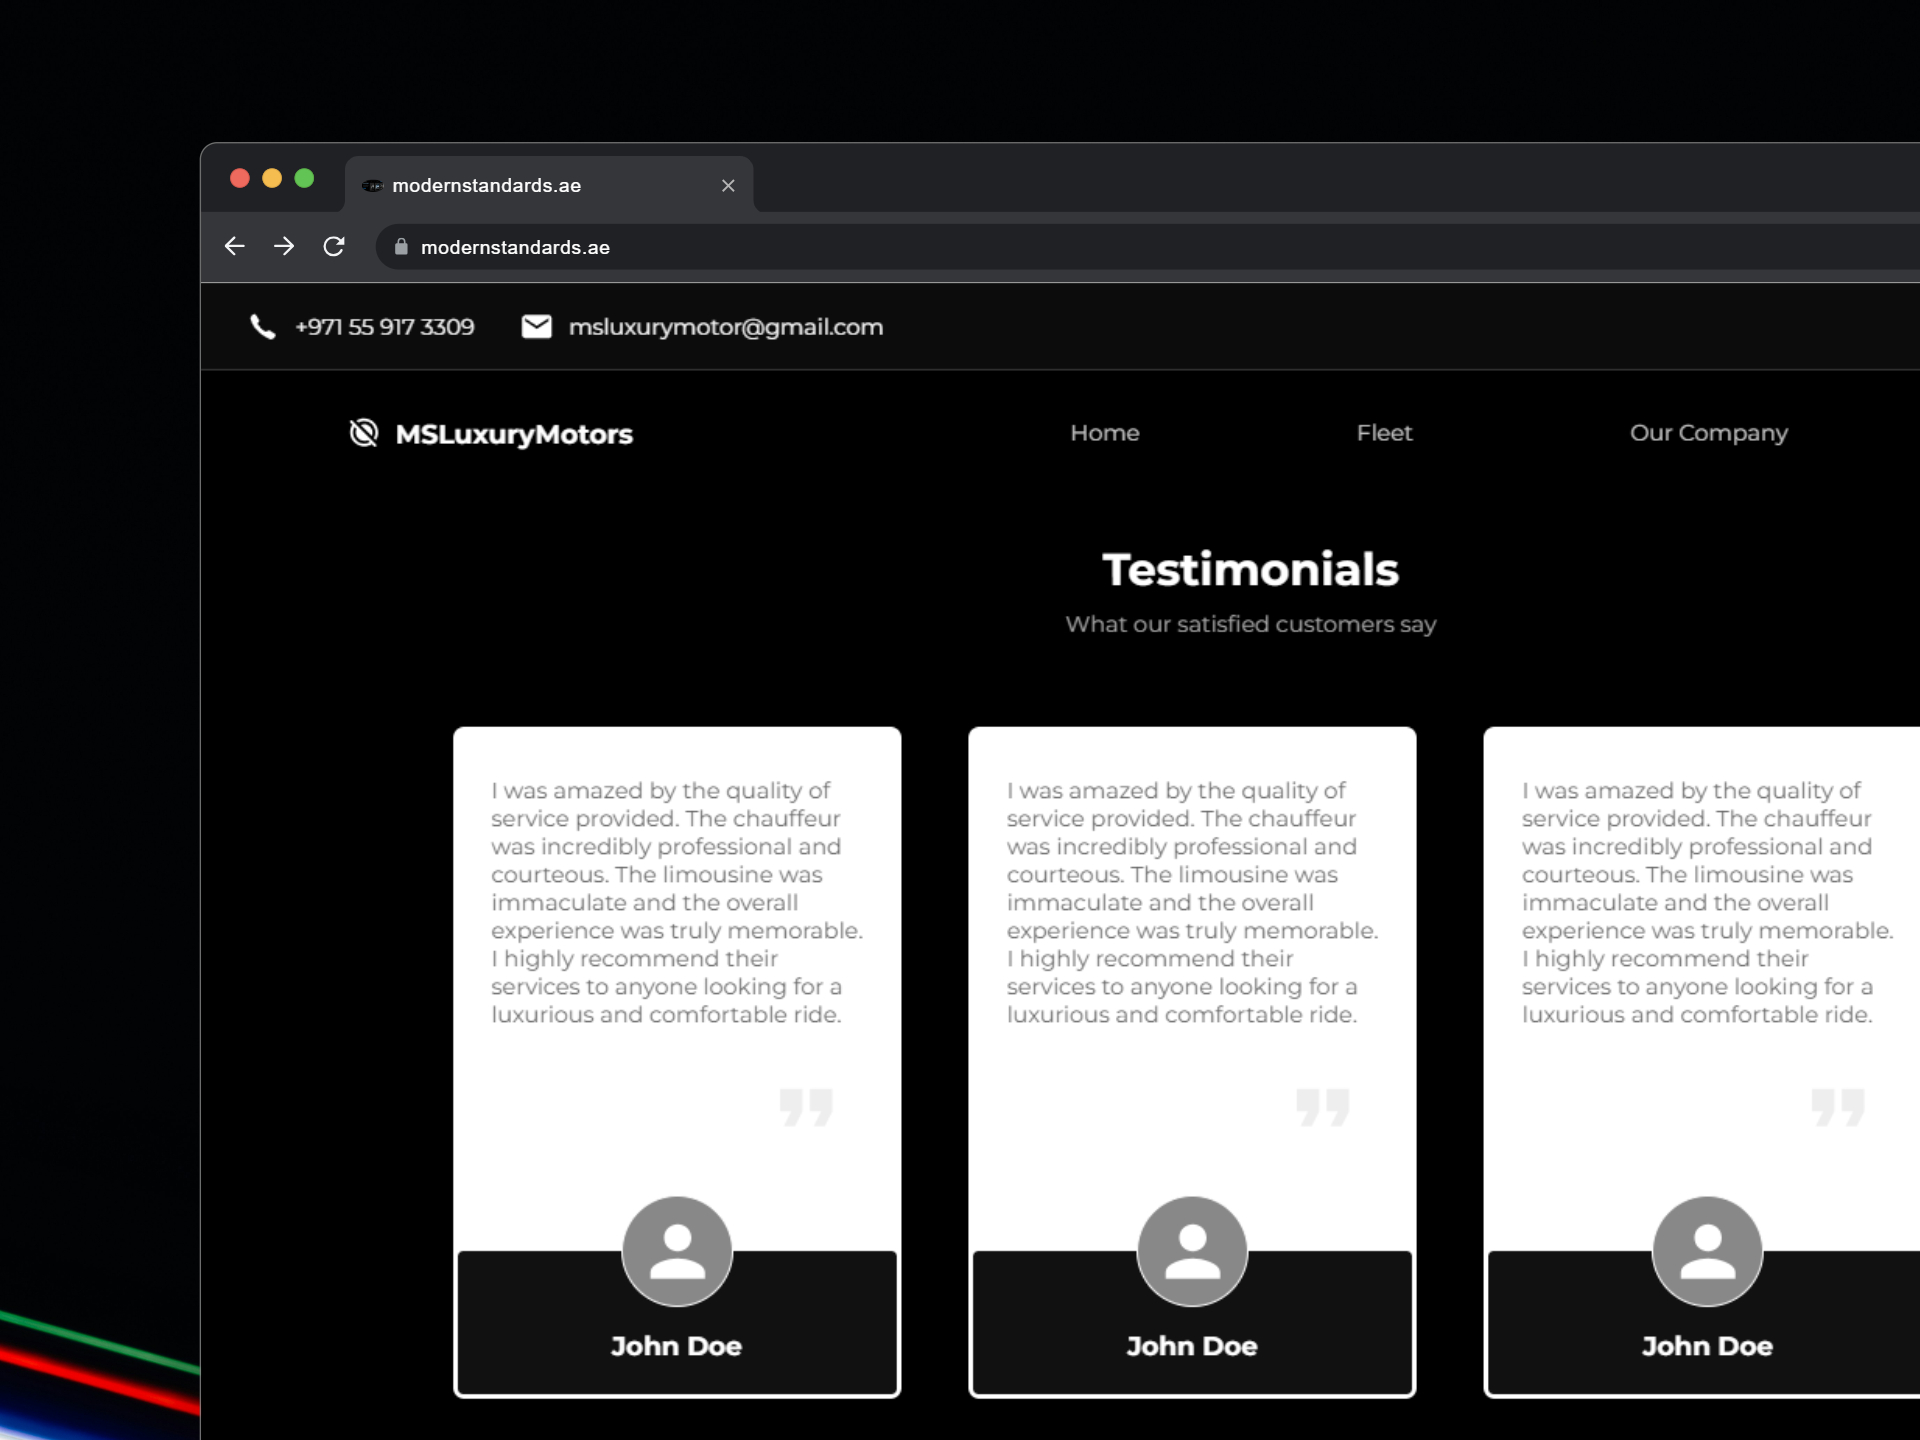 modernstandards.ae
modernstandards.ae
+971 55 917 3309 msluxurymotor@gmail.com
MSLuxuryMotors Home Fleet Our Company
Testimonials
What our satisfied customers say
I was amazed by the quality of
service provided. The chauffeur
was incredibly professional and
courteous. The limousine was
immaculate and the overall
experience was truly memorable.
I highly recommend their
services to anyone looking for a
luxurious and comfortable ride.
”
John Doe
I was amazed by the quality of
service provided. The chauffeur
was incredibly professional and
courteous. The limousine was
immaculate and the overall
experience was truly memorable.
I highly recommend their
services to anyone looking for a
luxurious and comfortable ride.
”
John Doe
I was amazed by the quality of
service provided. The chauffeur
was incredibly professional and
courteous. The limousine was
immaculate and the overall
experience was truly memorable.
I highly recommend their
services to anyone looking for a
luxurious and comfortable ride.
”
John Doe